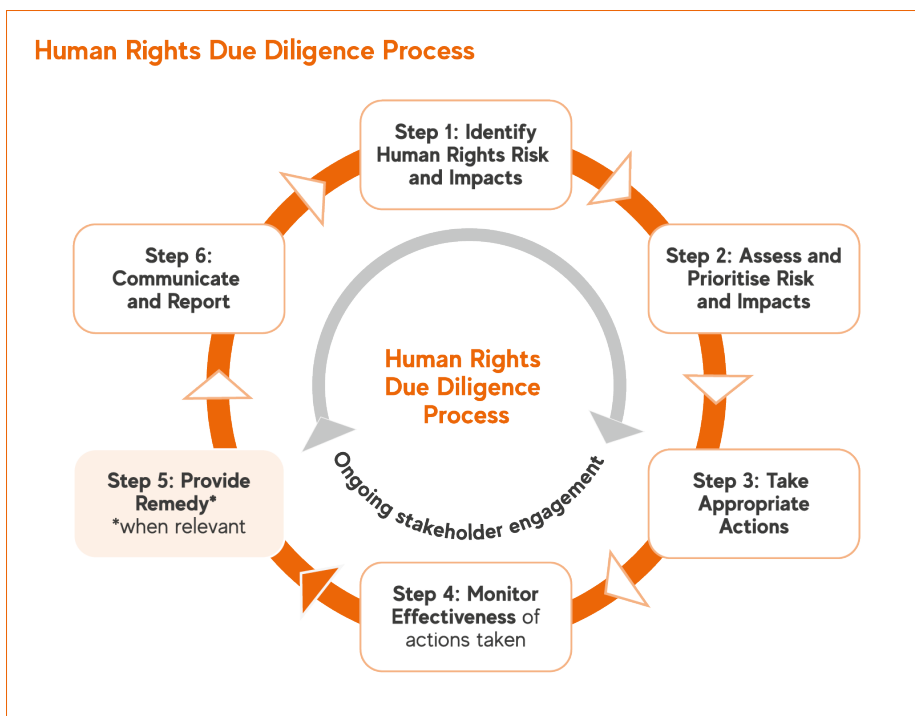 Human Rights Due Diligence Process
Step 1: Identify
Human Rights Risk
and Impacts
Step 2: Assess and
Prioritise Risk
and Impacts
Step 3: Take
Appropriate
Actions
Step 4: Monitor
Effectiveness of
actions taken
Step 5: Provide
Remedy*
*when relevant
Step 6:
Communicate
and Report
Human Rights
Due Diligence
Process
Ongoing stakeholder engagement